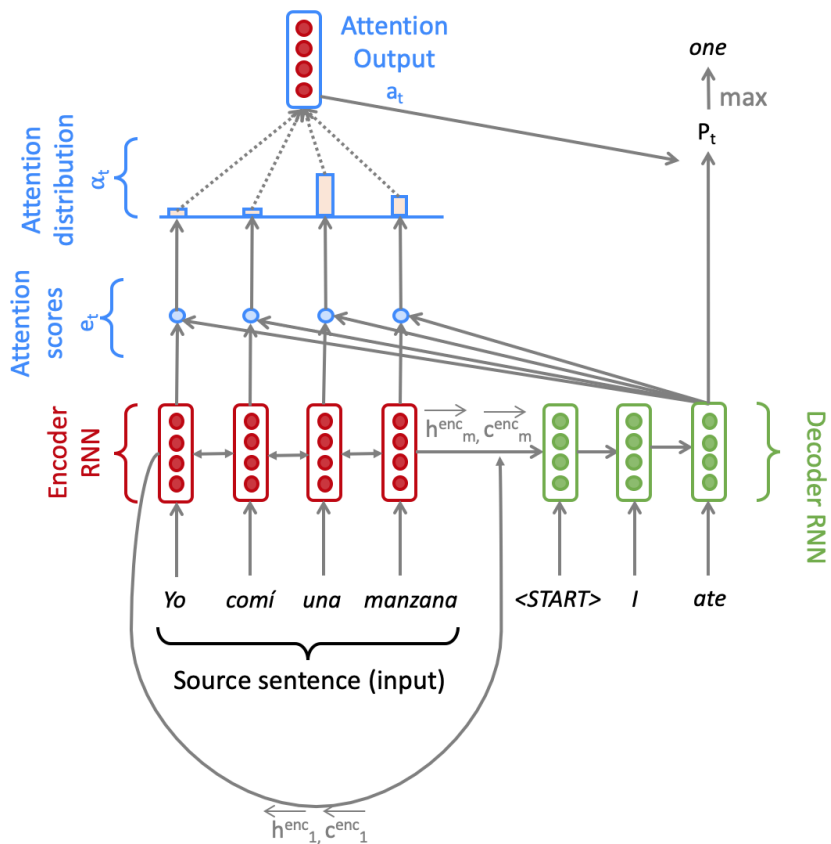 Attention
Output
a_t
one
max
P_t
Attention
distribution
α_t
Attention
scores
e_t
Encoder
RNN
h^enc_m, c^enc_m
Decoder RNN
Yo comí una manzana <START> I ate
Source sentence (input)
h^enc_1, c^enc_1